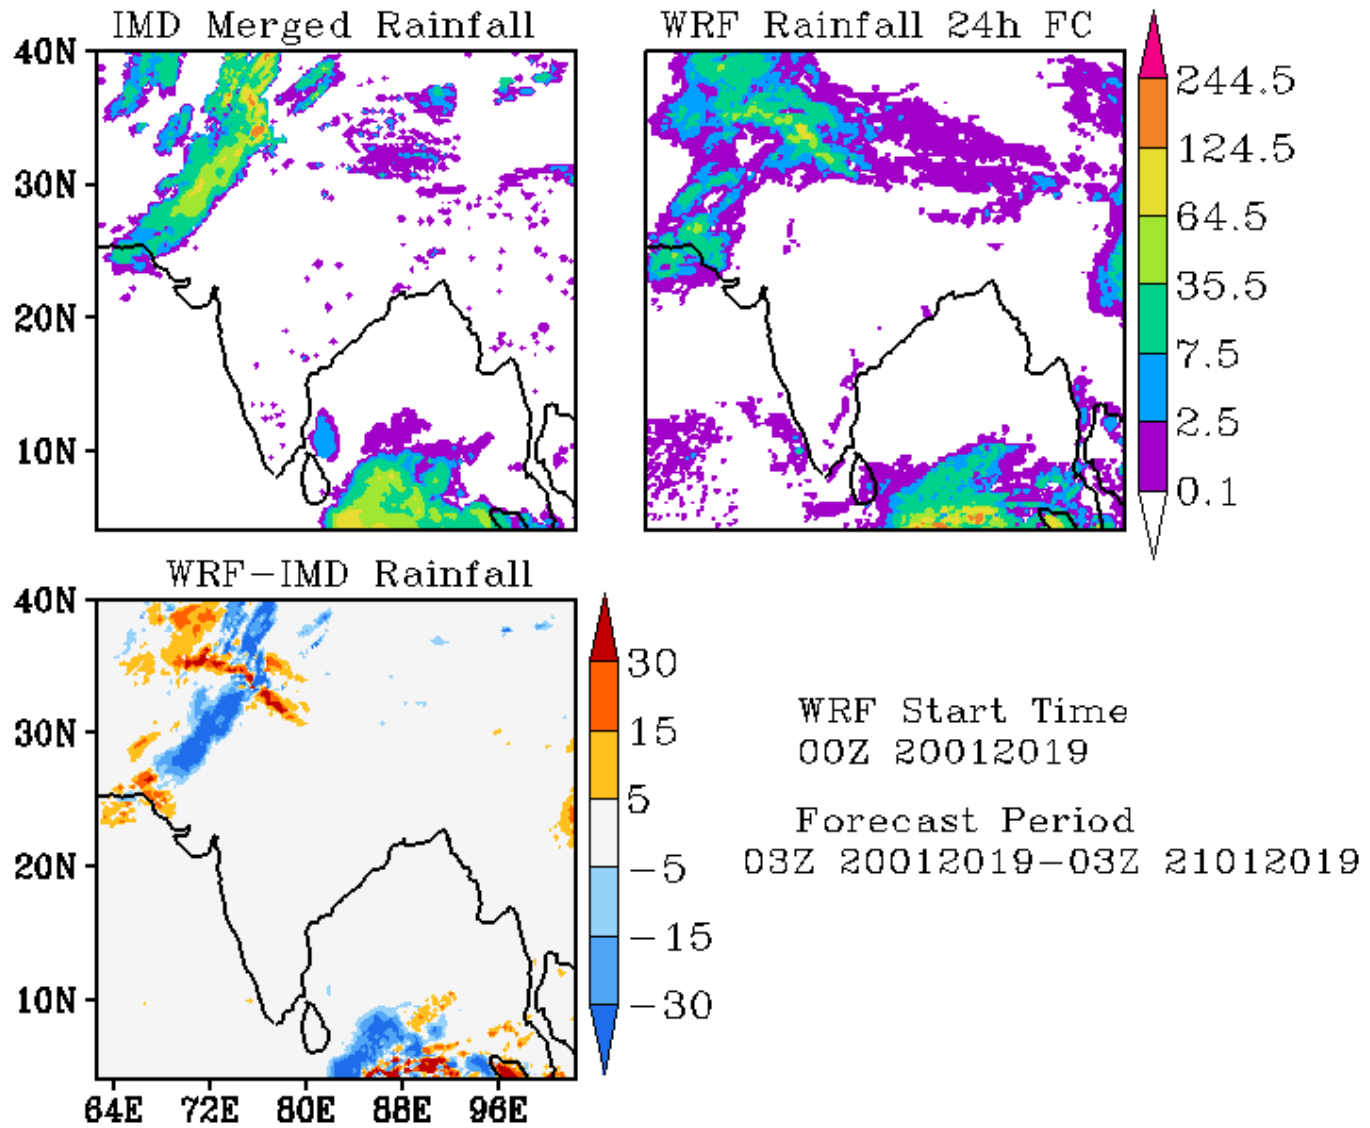 IMD Merged Rainfall
WRF Rainfall 24h FC
40N
30N
20N
10N
244.5
124.5
64.5
35.5
7.5
2.5
0.1
WRF-IMD Rainfall
40N
30N
20N
10N
64E 72E 80E 88E 96E
30
15
5
-5
-15
-30
WRF Start Time
00Z 20012019
Forecast Period
03Z 20012019-03Z 21012019